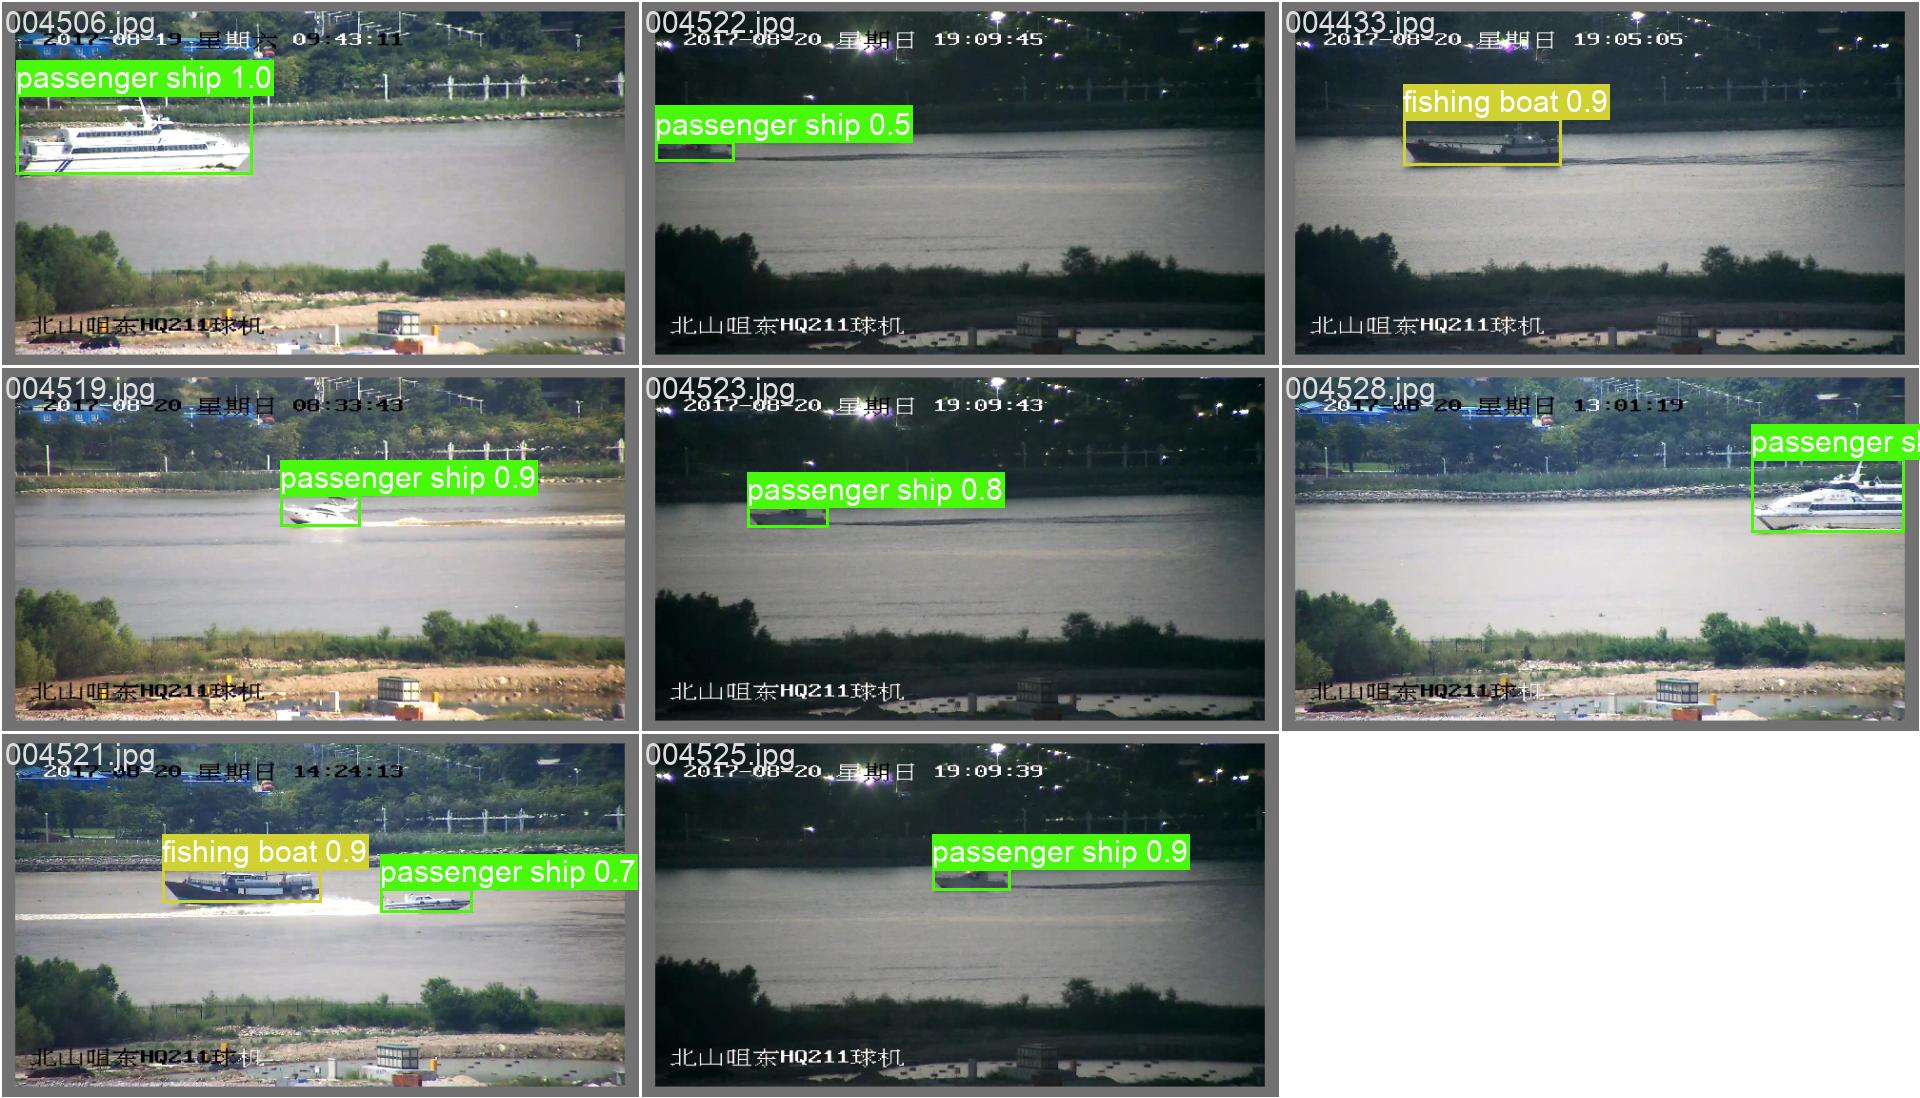 004506.jpg
2017-08-19 星期六 09:43:11
passenger ship 1.0
北山咀东HQ211球机
004522.jpg
2017-08-20 星期日 19:09:45
passenger ship 0.5
北山咀东HQ211球机
004433.jpg
2017-08-20 星期日 19:05:05
fishing boat 0.9
北山咀东HQ211球机
004519.jpg
2017-08-20 星期日 08:33:43
passenger ship 0.9
北山咀东HQ211球机
004523.jpg
2017-08-20 星期日 19:09:43
passenger ship 0.8
北山咀东HQ211球机
004528.jpg
2017-08-20 星期日 13:01:19
passenger s
北山咀东HQ211球机
004521.jpg
2017-08-20 星期日 14:24:13
fishing boat 0.9
passenger ship 0.7
北山咀东HQ211球机
004525.jpg
2017-08-20 星期日 19:09:39
passenger ship 0.9
北山咀东HQ211球机